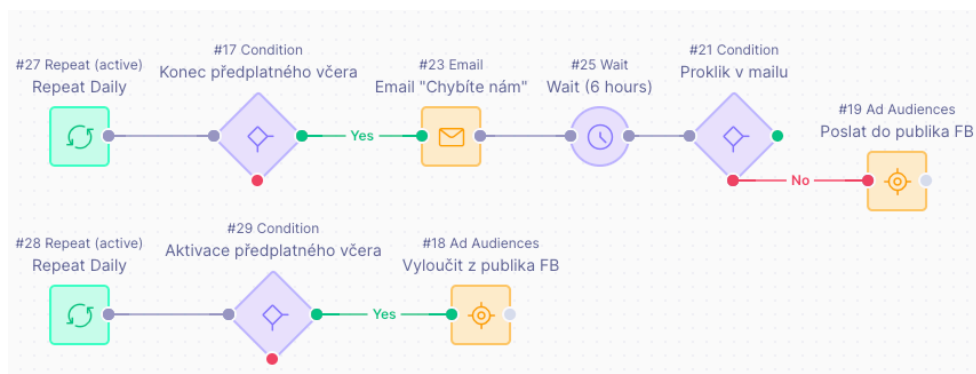 #27 Repeat (active)
Repeat Daily
#17 Condition
Konec předplatného včera
Yes
#23 Email
Email "Chybíte nám"
#25 Wait
Wait (6 hours)
#21 Condition
Proklik v mailu
No
#19 Ad Audiences
Poslat do publika FB
#28 Repeat (active)
Repeat Daily
#29 Condition
Aktivace předplatného včera
Yes
#18 Ad Audiences
Vyloučit z publika FB